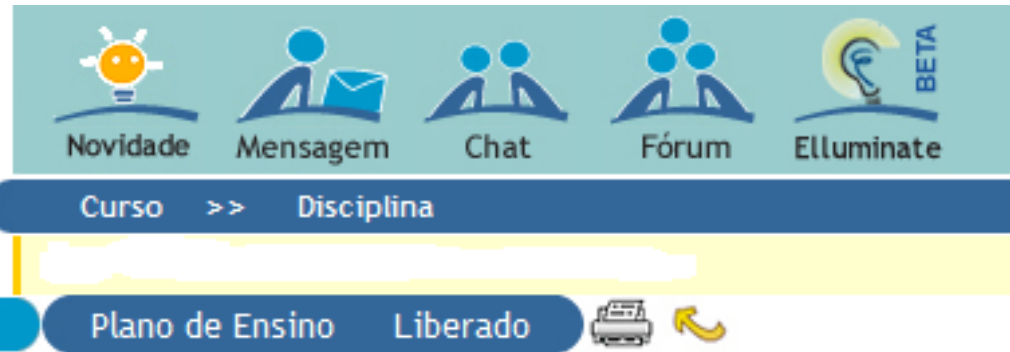 BETA
Novidade Mensagem Chat Fórum Elluminate
Curso >> Disciplina
Plano de Ensino Liberado